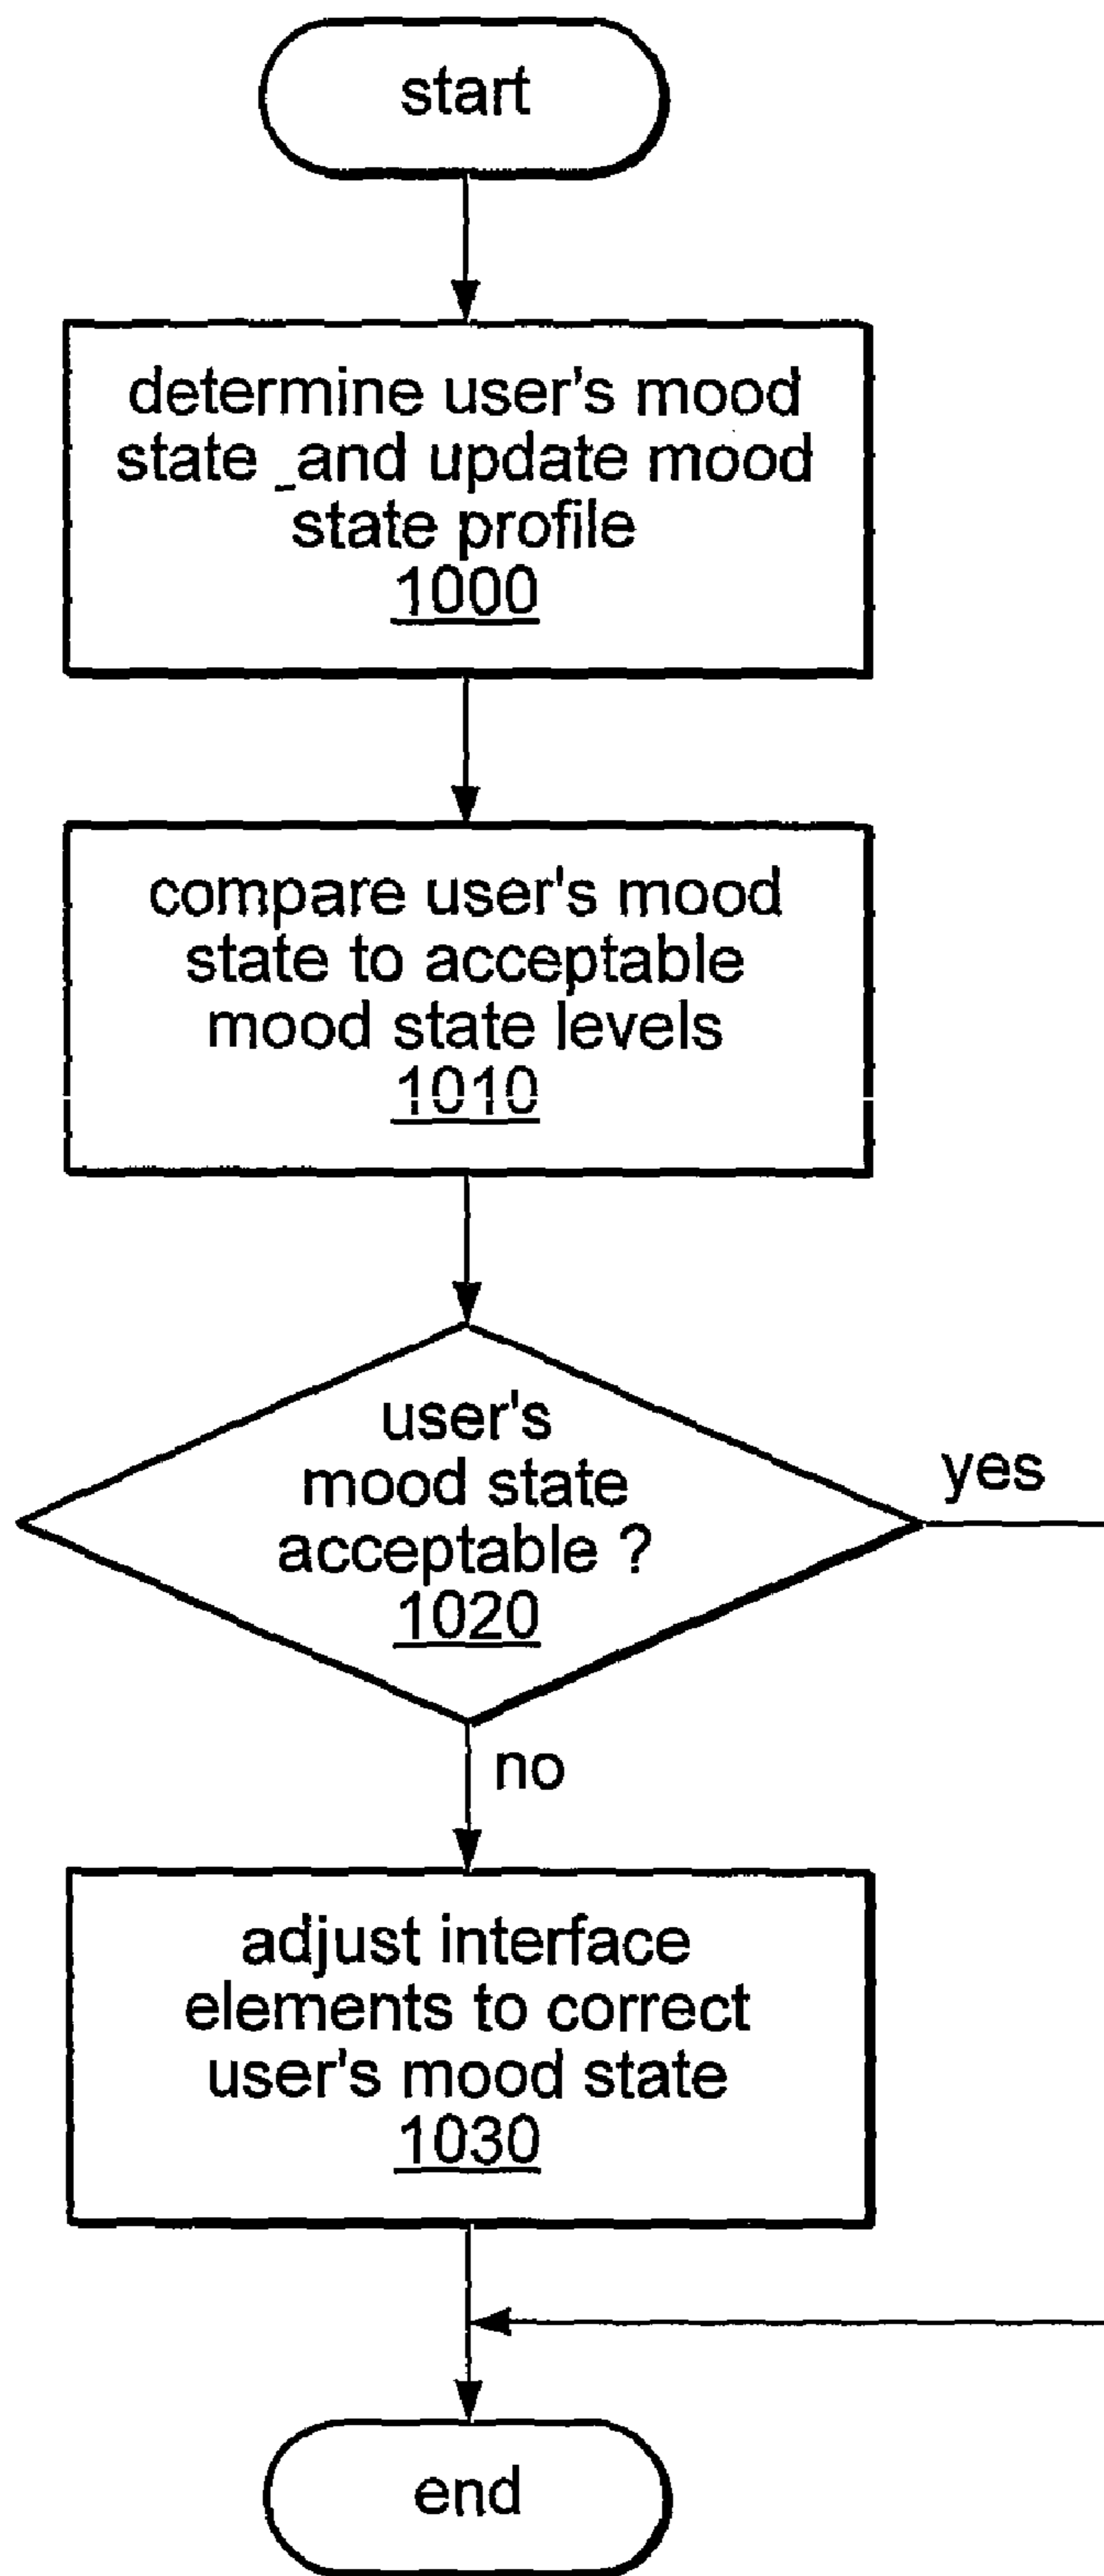 start
determine user's mood
state and update mood
state profile
1000
compare user's mood
state to acceptable
mood state levels
1010
user's
mood state
acceptable ?
1020
yes
no
adjust interface
elements to correct
user's mood state
1030
end